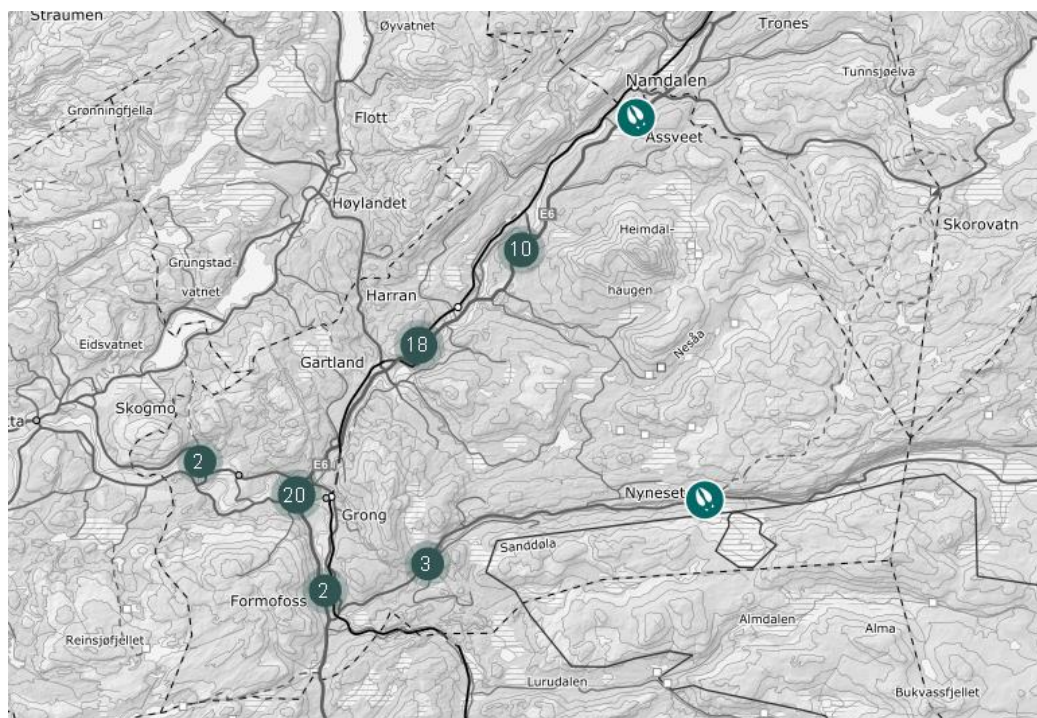 Straumen
Øyvatnet
Trones
Namdalen
Tunnsjøelva
Grønningfjella
Flott
Assveet
Høylandet
E6
Skorovatn
Heimdal-
haugen
10
Grungstad-
vatnet
Harran
Eidsvatnet
18
Gartland
Nesåa
Skogmo
tta
2
E6
20
Grong
Nyneset
Sanddøla
3
2
Formofoss
Reinsjøfjellet
Almdalen
Alma
Lurudalen
Bukvassfjellet